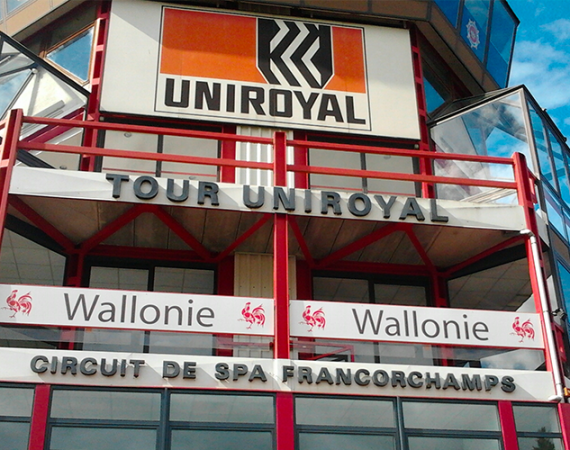 UNIROYAL
TOUR UNIROYAL
Wallonie Wallonie
CIRCUIT DE SPA FRANCORCHAMPS